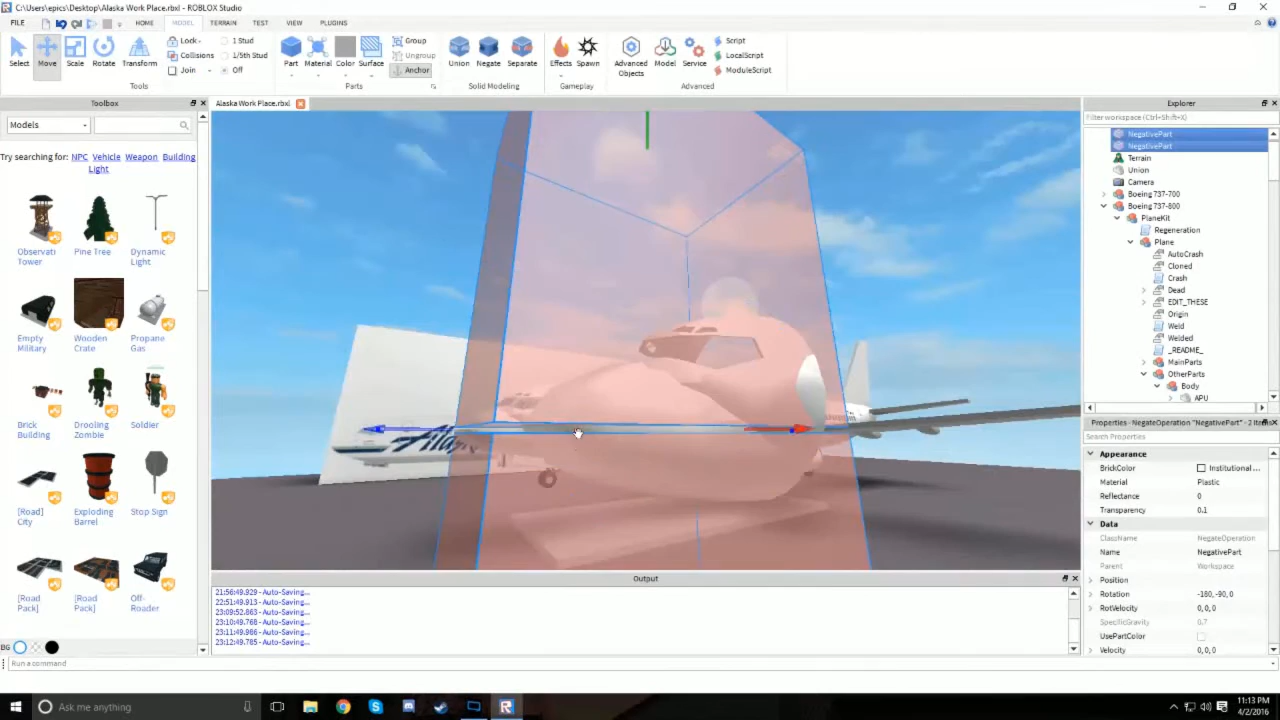 C:\Users\epics\Desktop\Alaska Work Place.rbxl - ROBLOX Studio
FILE HOME MODEL TERRAIN TEST VIEW PLUGINS
Select Move Scale Rotate Transform
Lock
Collisions
Join
1 Stud
1/5th Stud
Off
Part Material Color Surface
Group
Ungroup
Anchor
Union Negate Separate
Effects Spawn
Advanced Objects
Model Service
Script
LocalScript
ModuleScript
Tools Parts Solid Modeling Gameplay Advanced
Toolbox
Alaska Work Place.rbxl
Explorer
Models
Filter workspace (Ctrl+Shift+X)
Try searching for: NPC Vehicle Weapon Building
Light
Observati Tower
Pine Tree
Dynamic Light
Empty Military
Wooden Crate
Propane Gas
Brick Building
Drooling Zombie
Soldier
[Road] City
Exploding Barrel
Stop Sign
[Road Pack]
[Road Pack]
Off-Roader
NegativePart
NegativePart
Terrain
Union
Camera
Boeing 737-700
Boeing 737-800
PlaneKit
Regeneration
Plane
AutoCrash
Cloned
Crash
Dead
EDIT_THESE
Origin
Weld
Welded
_README_
MainParts
OtherParts
Body
APU
Properties - NegateOperation "NegativePart" - 2 Items
Search Properties
Appearance
BrickColor Institutional ...
Material Plastic
Reflectance 0
Transparency 0.1
Data
ClassName NegateOperation
Name NegativePart
Parent Workspace
Position
Rotation -180, -90, 0
RotVelocity 0, 0, 0
SpecificGravity 0.7
UsePartColor
Velocity 0, 0, 0
Output
21:56:49.929 - Auto-Saving...
22:51:49.913 - Auto-Saving...
23:09:52.863 - Auto-Saving...
23:10:49.768 - Auto-Saving...
23:11:49.986 - Auto-Saving...
23:12:49.785 - Auto-Saving...
BG
Run a command
Ask me anything
11:13 PM
4/2/2016